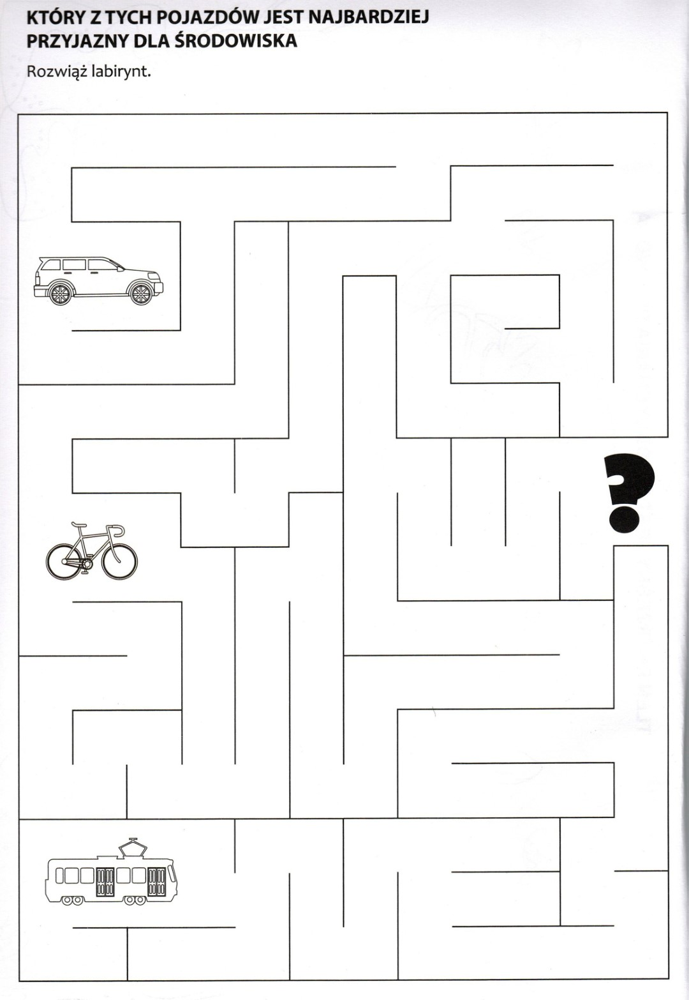 KTÓRY Z TYCH POJAZDÓW JEST NAJBARDZIEJ
PRZYJAZNY DLA ŚRODOWISKA
Rozwiąż labirynt.
?